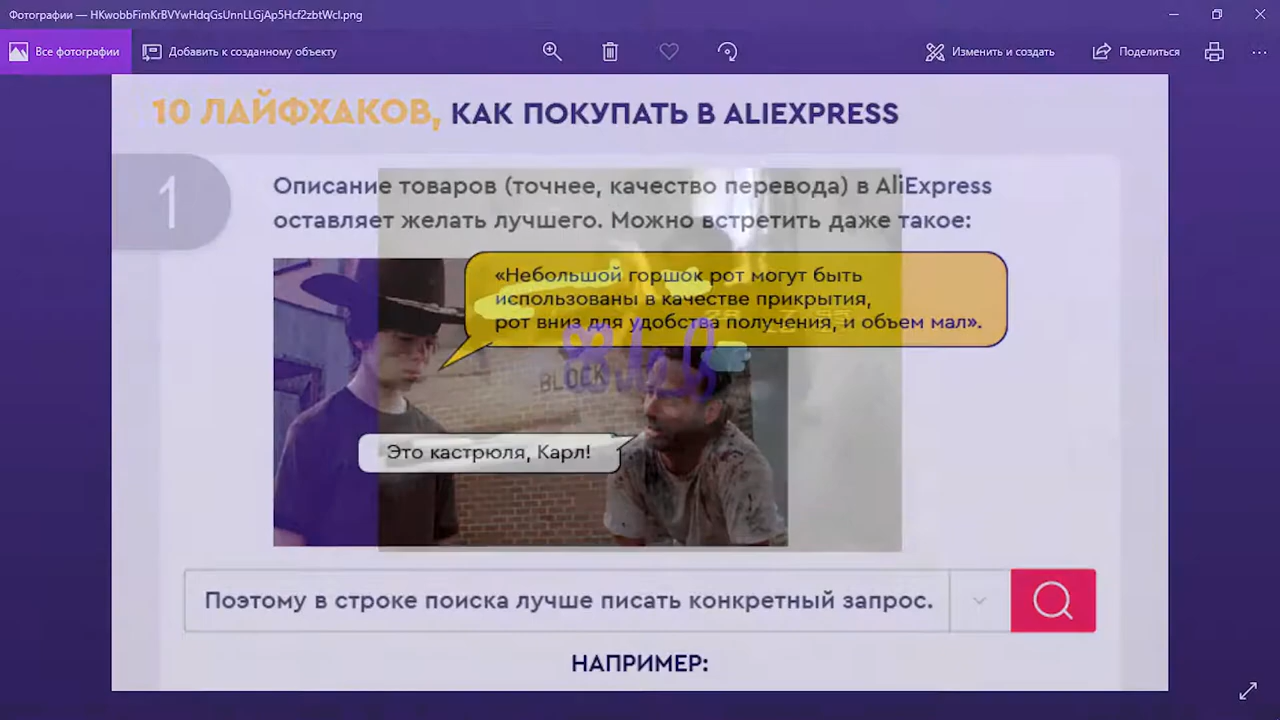 Фотографии — HKwobbFimKrBVYwHdqGsUnnLLGjAp5Hcf2zbtWcI.png
Все фотографии
Добавить к созданному объекту
Изменить и создать
Поделиться
10 ЛАЙФХАКОВ, КАК ПОКУПАТЬ В ALIEXPRESS
1
Описание товаров (точнее, качество перевода) в AliExpress
оставляет желать лучшего. Можно встретить даже такое:
«Небольшой горшок рот могут быть
использованы в качестве прикрытия,
рот вниз для удобства получения, и объем мал».
BLOCK
Это кастрюля, Карл!
Поэтому в строке поиска лучше писать конкретный запрос.
НАПРИМЕР: